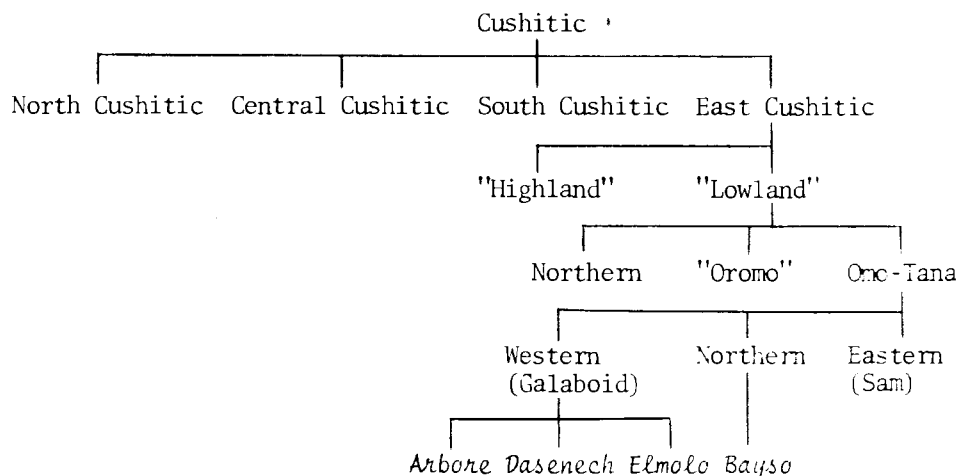 Cushitic
North Cushitic Central Cushitic South Cushitic East Cushitic
"Highland" "Lowland"
Northern "Oromo" Omo-Tana
Western Northern Eastern
(Galaboid) (Sam)
Arbore Dasenech Elmolo Bayso